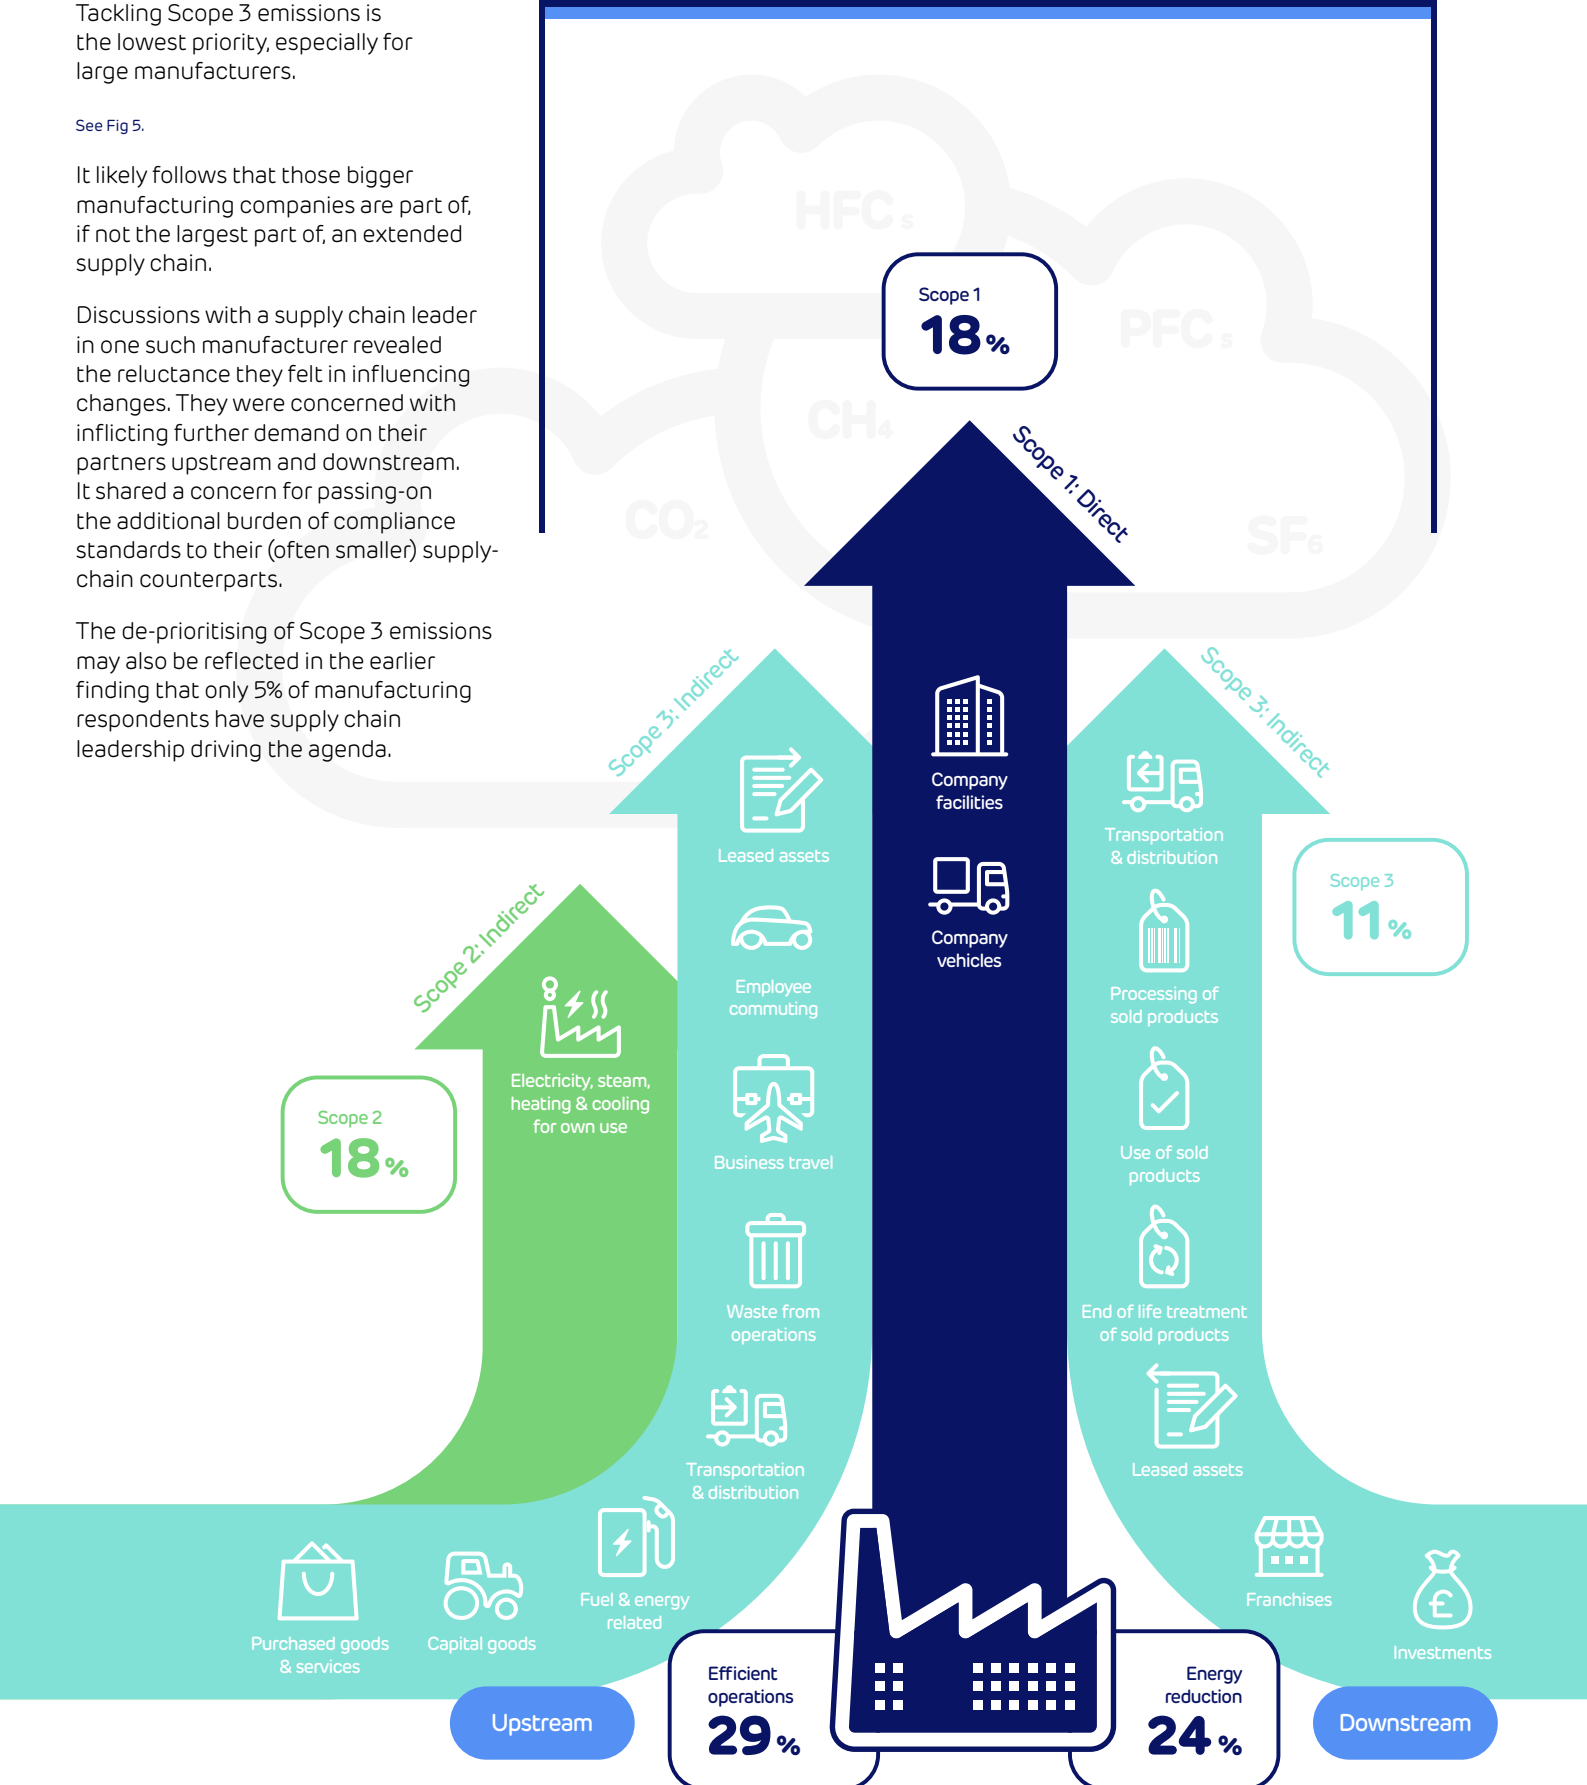 Tackling Scope 3 emissions is
the lowest priority, especially for
large manufacturers.
See Fig 5.
It likely follows that those bigger
manufacturing companies are part of,
if not the largest part of, an extended
supply chain.
Discussions with a supply chain leader
in one such manufacturer revealed
the reluctance they felt in influencing
changes. They were concerned with
inflicting further demand on their
partners upstream and downstream.
It shared a concern for passing-on
the additional burden of compliance
standards to their (often smaller) supply-
chain counterparts.
The de-prioritising of Scope 3 emissions
may also be reflected in the earlier
finding that only 5% of manufacturing
respondents have supply chain
leadership driving the agenda.
HFCs
PFCs
CH₄
CO₂
SF₆
Scope 1
18%
Scope 1: Direct
Company
facilities
Company
vehicles
Scope 3: Indirect
Leased assets
Employee
commuting
Business travel
Waste from
operations
Transportation
& distribution
Fuel & energy
related
Capital goods
Purchased goods
& services
Scope 2: Indirect
Electricity, steam,
heating & cooling
for own use
Scope 2
18%
Scope 3: Indirect
Transportation
& distribution
Processing of
sold products
Use of sold
products
End of life treatment
of sold products
Leased assets
Franchises
Investments
£
Scope 3
11%
Upstream
Efficient
operations
29%
Energy
reduction
24%
Downstream